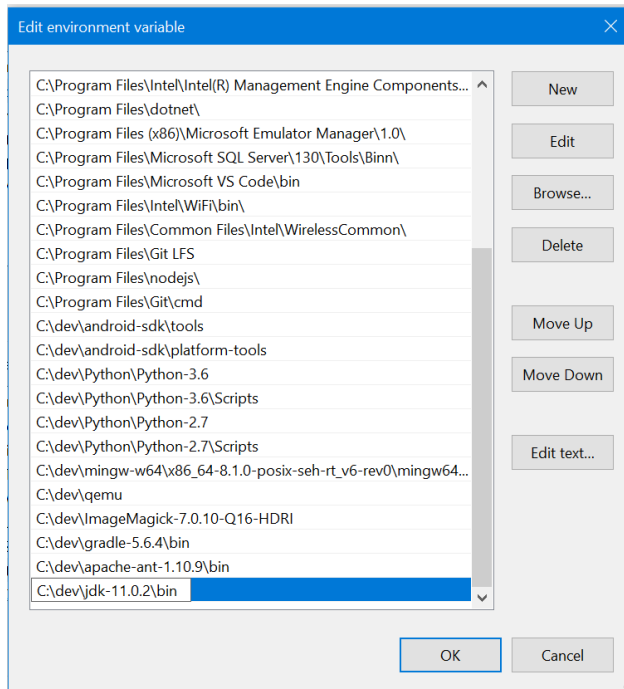 Edit environment variable
C:\Program Files\Intel\Intel(R) Management Engine Components...
C:\Program Files\dotnet\
C:\Program Files (x86)\Microsoft Emulator Manager\1.0\
C:\Program Files\Microsoft SQL Server\130\Tools\Binn\
C:\Program Files\Microsoft VS Code\bin
C:\Program Files\Intel\WiFi\bin\
C:\Program Files\Common Files\Intel\WirelessCommon\
C:\Program Files\Git LFS
C:\Program Files\nodejs\
C:\Program Files\Git\cmd
C:\dev\android-sdk\tools
C:\dev\android-sdk\platform-tools
C:\dev\Python\Python-3.6
C:\dev\Python\Python-3.6\Scripts
C:\dev\Python\Python-2.7
C:\dev\Python\Python-2.7\Scripts
C:\dev\mingw-w64\x86_64-8.1.0-posix-seh-rt_v6-rev0\mingw64...
C:\dev\qemu
C:\dev\ImageMagick-7.0.10-Q16-HDRI
C:\dev\gradle-5.6.4\bin
C:\dev\apache-ant-1.10.9\bin
C:\dev\jdk-11.0.2\bin
New
Edit
Browse...
Delete
Move Up
Move Down
Edit text...
OK
Cancel